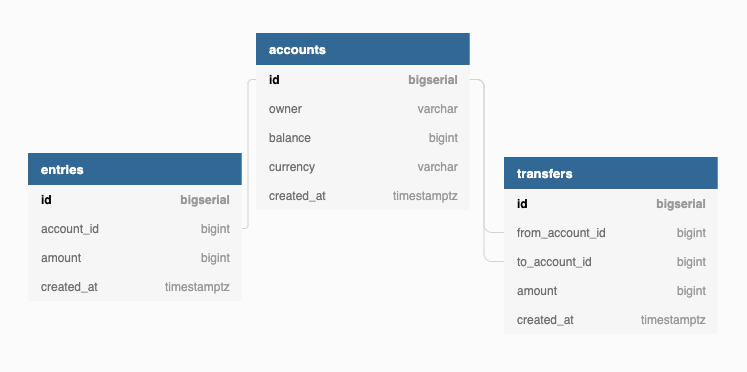 accounts
id bigserial
owner varchar
balance bigint
currency varchar
created_at timestamptz
entries
id bigserial
account_id bigint
amount bigint
created_at timestamptz
transfers
id bigserial
from_account_id bigint
to_account_id bigint
amount bigint
created_at timestamptz